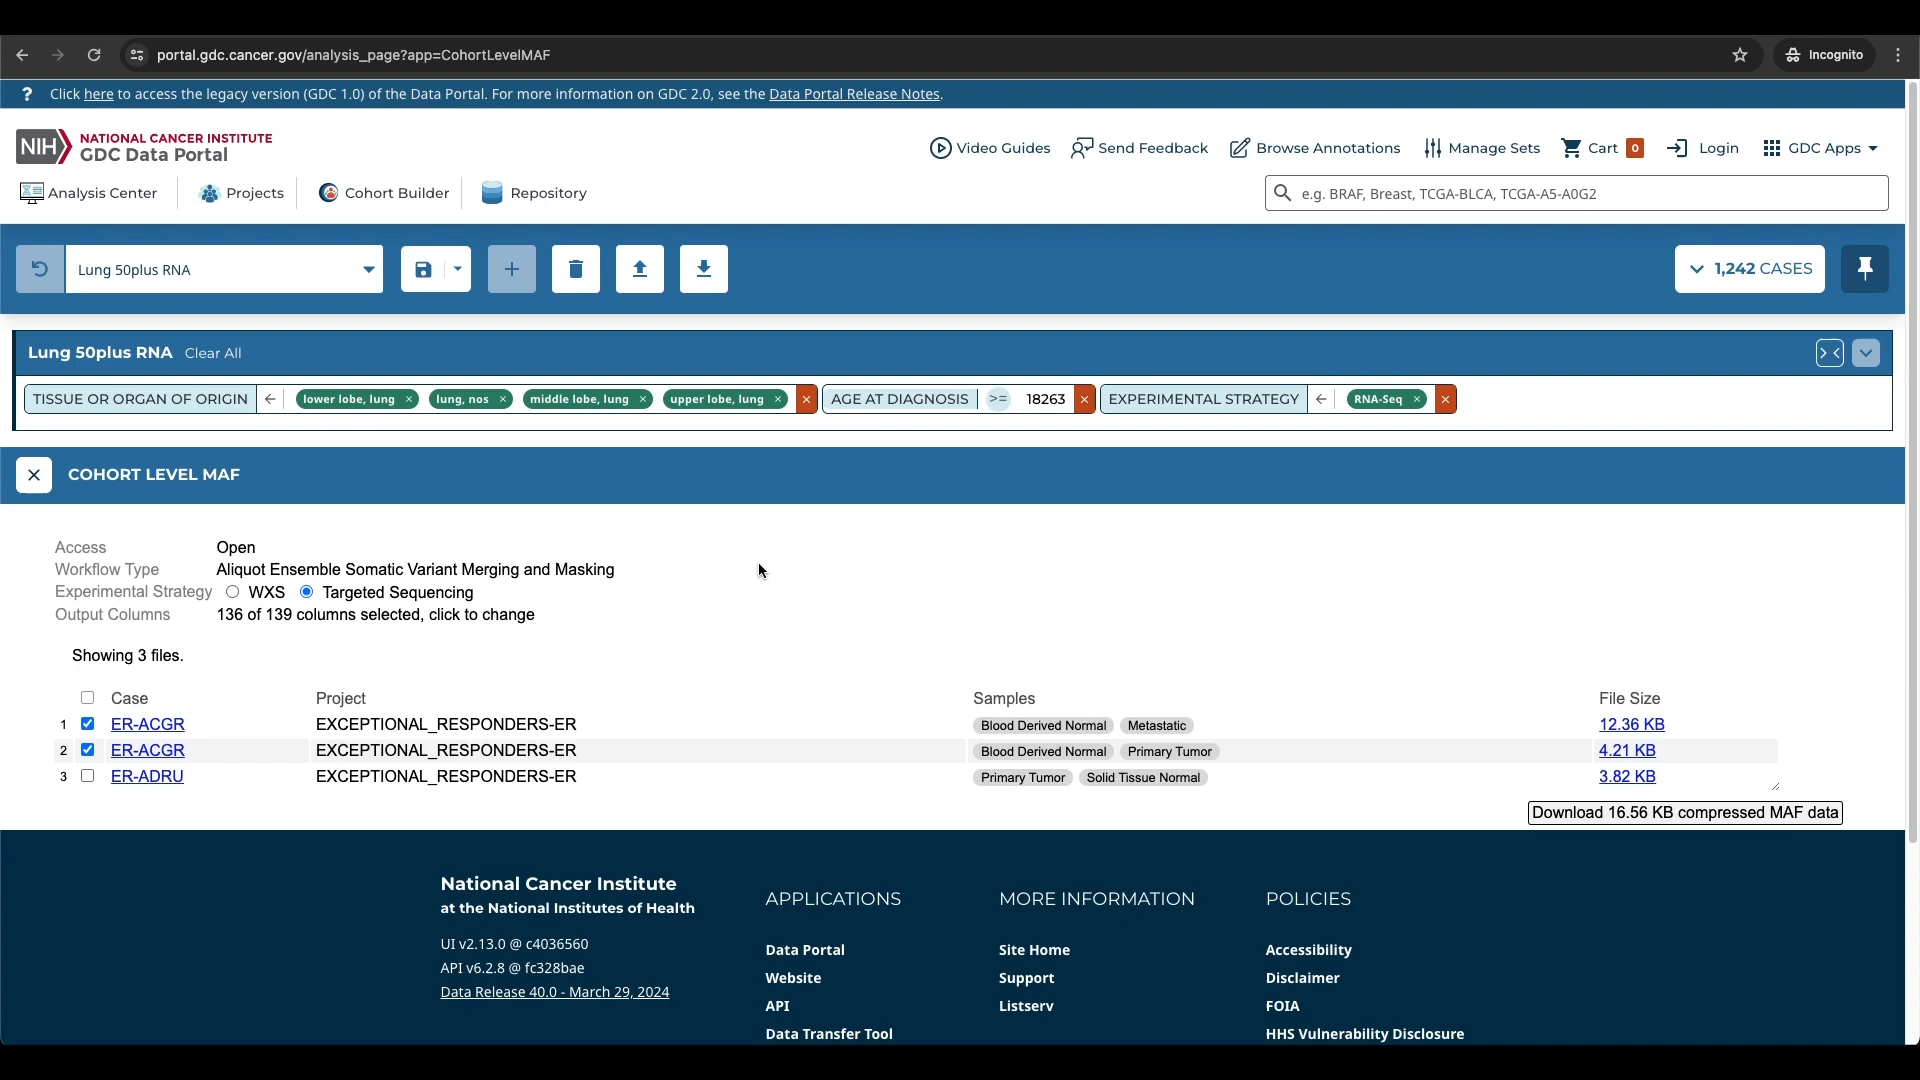 portal.gdc.cancer.gov/analysis_page?app=CohortLevelMAF
Incognito
? Click here to access the legacy version (GDC 1.0) of the Data Portal. For more information on GDC 2.0, see the Data Portal Release Notes.
NIH NATIONAL CANCER INSTITUTE
GDC Data Portal
Video Guides Send Feedback Browse Annotations Manage Sets Cart 0 Login GDC Apps
Analysis Center Projects Cohort Builder Repository
e.g. BRAF, Breast, TCGA-BLCA, TCGA-A5-A0G2
Lung 50plus RNA
1,242 CASES
Lung 50plus RNA Clear All
TISSUE OR ORGAN OF ORIGIN lower lobe, lung × lung, nos × middle lobe, lung × upper lobe, lung × × AGE AT DIAGNOSIS >= 18263 × EXPERIMENTAL STRATEGY RNA-Seq × ×
COHORT LEVEL MAF
Access Open
Workflow Type Aliquot Ensemble Somatic Variant Merging and Masking
Experimental Strategy WXS Targeted Sequencing
Output Columns 136 of 139 columns selected, click to change
Showing 3 files.
Case Project Samples File Size
1 ER-ACGR EXCEPTIONAL_RESPONDERS-ER Blood Derived Normal Metastatic 12.36 KB
2 ER-ACGR EXCEPTIONAL_RESPONDERS-ER Blood Derived Normal Primary Tumor 4.21 KB
3 ER-ADRU EXCEPTIONAL_RESPONDERS-ER Primary Tumor Solid Tissue Normal 3.82 KB
Download 16.56 KB compressed MAF data
National Cancer Institute
at the National Institutes of Health
UI v2.13.0 @ c4036560
API v6.2.8 @ fc328bae
Data Release 40.0 - March 29, 2024
APPLICATIONS
Data Portal
Website
API
Data Transfer Tool
MORE INFORMATION
Site Home
Support
Listserv
POLICIES
Accessibility
Disclaimer
FOIA
HHS Vulnerability Disclosure